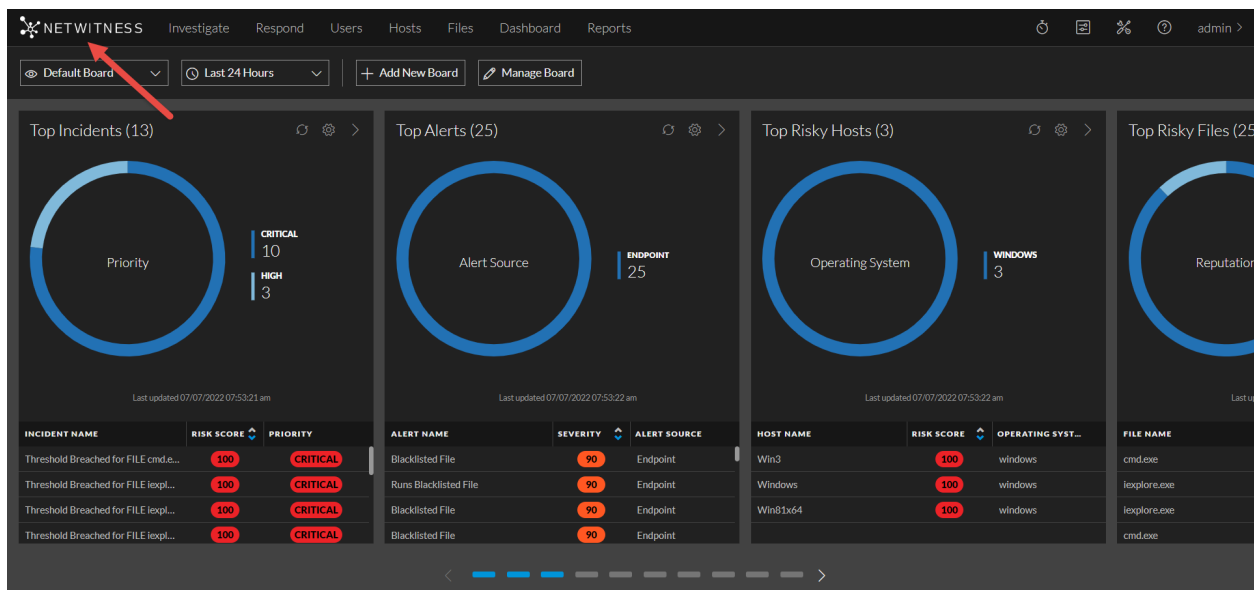 NETWITNESS Investigate Respond Users Hosts Files Dashboard Reports admin >
Default Board Last 24 Hours + Add New Board Manage Board
Top Incidents (13)
Priority
CRITICAL
10
HIGH
3
Last updated 07/07/2022 07:53:21 am
INCIDENT NAME RISK SCORE PRIORITY
Threshold Breached for FILE cmd.e... 100 CRITICAL
Threshold Breached for FILE iexpl... 100 CRITICAL
Threshold Breached for FILE iexpl... 100 CRITICAL
Threshold Breached for FILE iexpl... 100 CRITICAL
Top Alerts (25)
Alert Source
ENDPOINT
25
Last updated 07/07/2022 07:53:22 am
ALERT NAME SEVERITY ALERT SOURCE
Blacklisted File 90 Endpoint
Runs Blacklisted File 90 Endpoint
Blacklisted File 90 Endpoint
Blacklisted File 90 Endpoint
Top Risky Hosts (3)
Operating System
WINDOWS
3
Last updated 07/07/2022 07:53:22 am
HOST NAME RISK SCORE OPERATING SYST...
Win3 100 windows
Windows 100 windows
Win81x64 100 windows
Top Risky Files (25
Reputation
Last u
FILE NAME
cmd.exe
iexplore.exe
iexplore.exe
cmd.exe